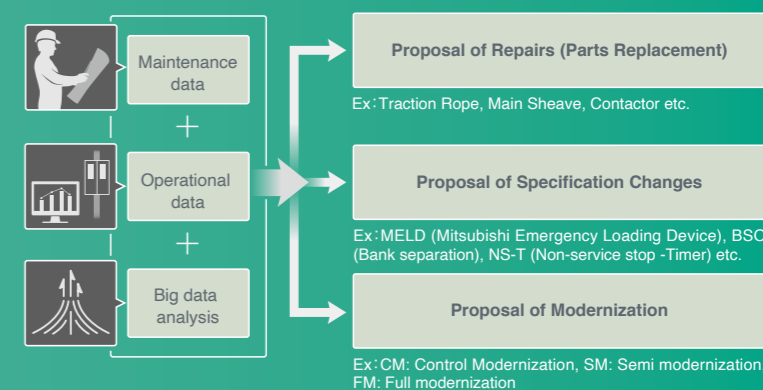 Maintenance
data
+
Operational
data
+
Big data
analysis
Proposal of Repairs (Parts Replacement)
Ex:Traction Rope, Main Sheave, Contactor etc.
Proposal of Specification Changes
Ex:MELD (Mitsubishi Emergency Loading Device), BSO
(Bank separation), NS-T (Non-service stop -Timer) etc.
Proposal of Modernization
Ex:CM: Control Modernization, SM: Semi modernization
FM: Full modernization